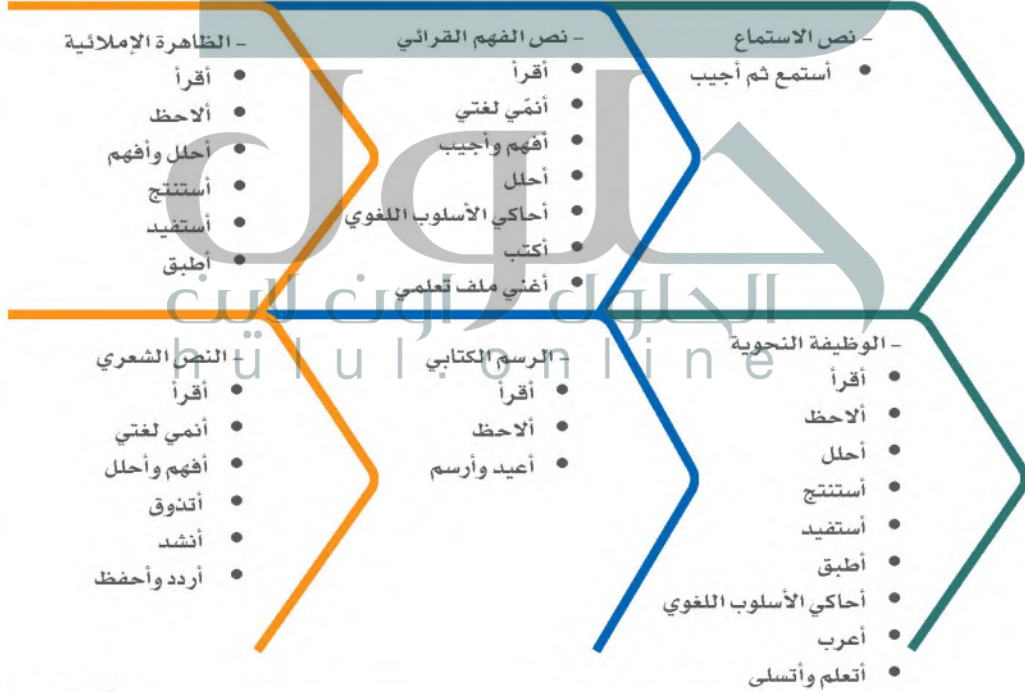 - نص الاستماع
• أستمع ثم أجيب
- نص الفهم القرائي
• أقرأ
• أنمّي لغتي
• أفهم وأجيب
• أحلل
• أحاكي الأسلوب اللغوي
• أكتب
• أغني ملف تعلمي
- الظاهرة الإملائية
• أقرأ
• ألاحظ
• أحلل وأفهم
• أستنتج
• أستفيد
• أطبق
- الوظيفة النحوية
• أقرأ
• ألاحظ
• أحلل
• أستنتج
• أستفيد
• أطبق
• أحاكي الأسلوب اللغوي
• أعرب
• أتعلم وأتسلى
- الرسم الكتابي
• أقرأ
• ألاحظ
• أعيد وأرسم
- النص الشعري
• أقرأ
• أنمي لغتي
• أفهم وأحلل
• أتذوق
• أنشد
• أردد وأحفظ
حلول
الحلول اون لاين
hulul.online